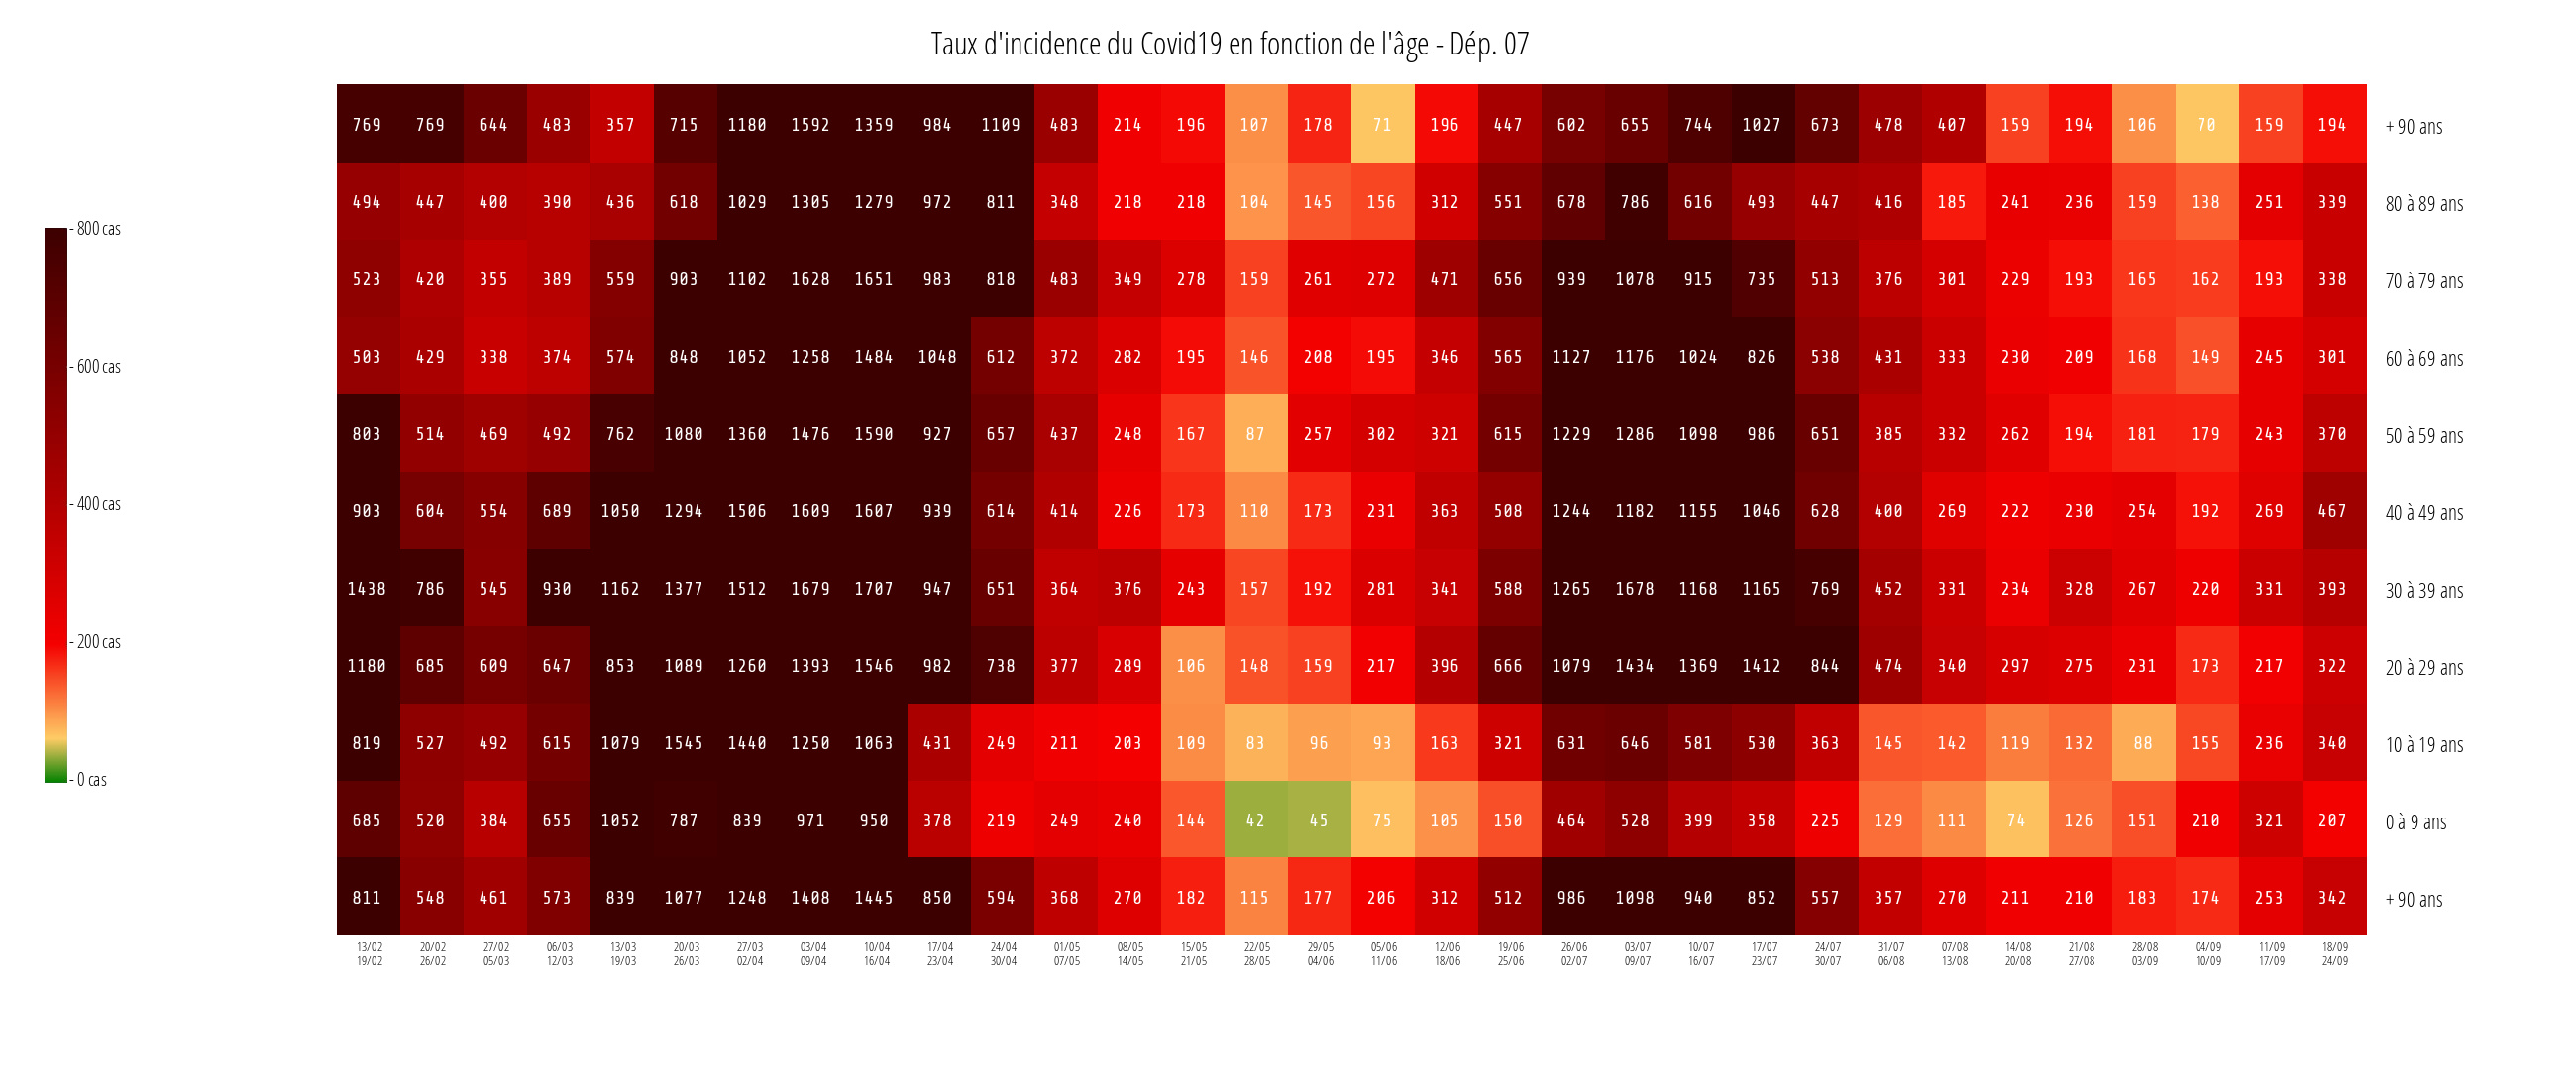 Taux d'incidence du Covid19 en fonction de l'âge - Dép. 07
769 769 644 483 357 715 1180 1592 1359 984 1109 483 214 196 107 178 71 196 447 602 655 744 1027 673 478 407 159 194 106 70 159 194 + 90 ans
494 447 400 390 436 618 1029 1305 1279 972 811 348 218 218 104 145 156 312 551 678 786 616 493 447 416 185 241 236 159 138 251 339 80 à 89 ans
- 800 cas
523 420 355 389 559 903 1102 1628 1651 983 818 483 349 278 159 261 272 471 656 939 1078 915 735 513 376 301 229 193 165 162 193 338 70 à 79 ans
503 429 338 374 574 848 1052 1258 1484 1048 612 372 282 195 146 208 195 346 565 1127 1176 1024 826 538 431 333 230 209 168 149 245 301 60 à 69 ans
- 600 cas
803 514 469 492 762 1080 1360 1476 1590 927 657 437 248 167 87 257 302 321 615 1229 1286 1098 986 651 385 332 262 194 181 179 243 370 50 à 59 ans
- 400 cas
903 604 554 689 1050 1294 1506 1609 1607 939 614 414 226 173 110 173 231 363 508 1244 1182 1155 1046 628 400 269 222 230 254 192 269 467 40 à 49 ans
1438 786 545 930 1162 1377 1512 1679 1707 947 651 364 376 243 157 192 281 341 588 1265 1678 1168 1165 769 452 331 234 328 267 220 331 393 30 à 39 ans
- 200 cas
1180 685 609 647 853 1089 1260 1393 1546 982 738 377 289 106 148 159 217 396 666 1079 1434 1369 1412 844 474 340 297 275 231 173 217 322 20 à 29 ans
819 527 492 615 1079 1545 1440 1250 1063 431 249 211 203 109 83 96 93 163 321 631 646 581 530 363 145 142 119 132 88 155 236 340 10 à 19 ans
- 0 cas
685 520 384 655 1052 787 839 971 950 378 219 249 240 144 42 45 75 105 150 464 528 399 358 225 129 111 74 126 151 210 321 207 0 à 9 ans
811 548 461 573 839 1077 1248 1408 1445 850 594 368 270 182 115 177 206 312 512 986 1098 940 852 557 357 270 211 210 183 174 253 342 + 90 ans
13/02 20/02 27/02 06/03 13/03 20/03 27/03 03/04 10/04 17/04 24/04 01/05 08/05 15/05 22/05 29/05 05/06 12/06 19/06 26/06 03/07 10/07 17/07 24/07 31/07 07/08 14/08 21/08 28/08 04/09 11/09 18/09
19/02 26/02 05/03 12/03 19/03 26/03 02/04 09/04 16/04 23/04 30/04 07/05 14/05 21/05 28/05 04/06 11/06 18/06 25/06 02/07 09/07 16/07 23/07 30/07 06/08 13/08 20/08 27/08 03/09 10/09 17/09 24/09